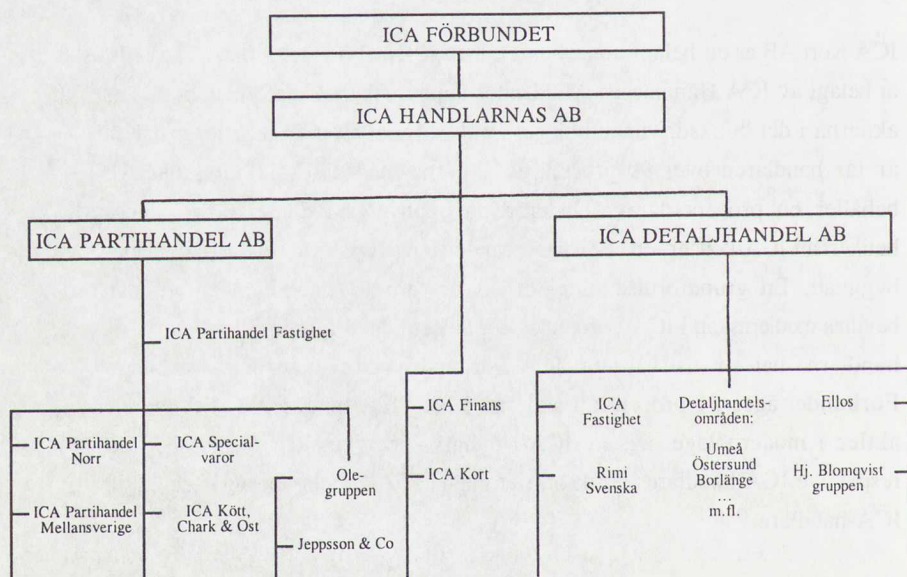 ICA FÖRBUNDET
ICA HANDLARNAS AB
ICA PARTIHANDEL AB
ICA DETALJHANDEL AB
ICA Partihandel Fastighet
ICA Partihandel
Norr
ICA Partihandel
Mellansverige
ICA Special-
varor
ICA Kött,
Chark & Ost
Ole-
gruppen
Jeppsson & Co
ICA Finans
ICA Kort
ICA
Fastighet
Rimi
Svenska
Detaljhandels-
områden:
Umeå
Östersund
Borlänge
...
m.fl.
Ellos
Hj. Blomqvist
gruppen